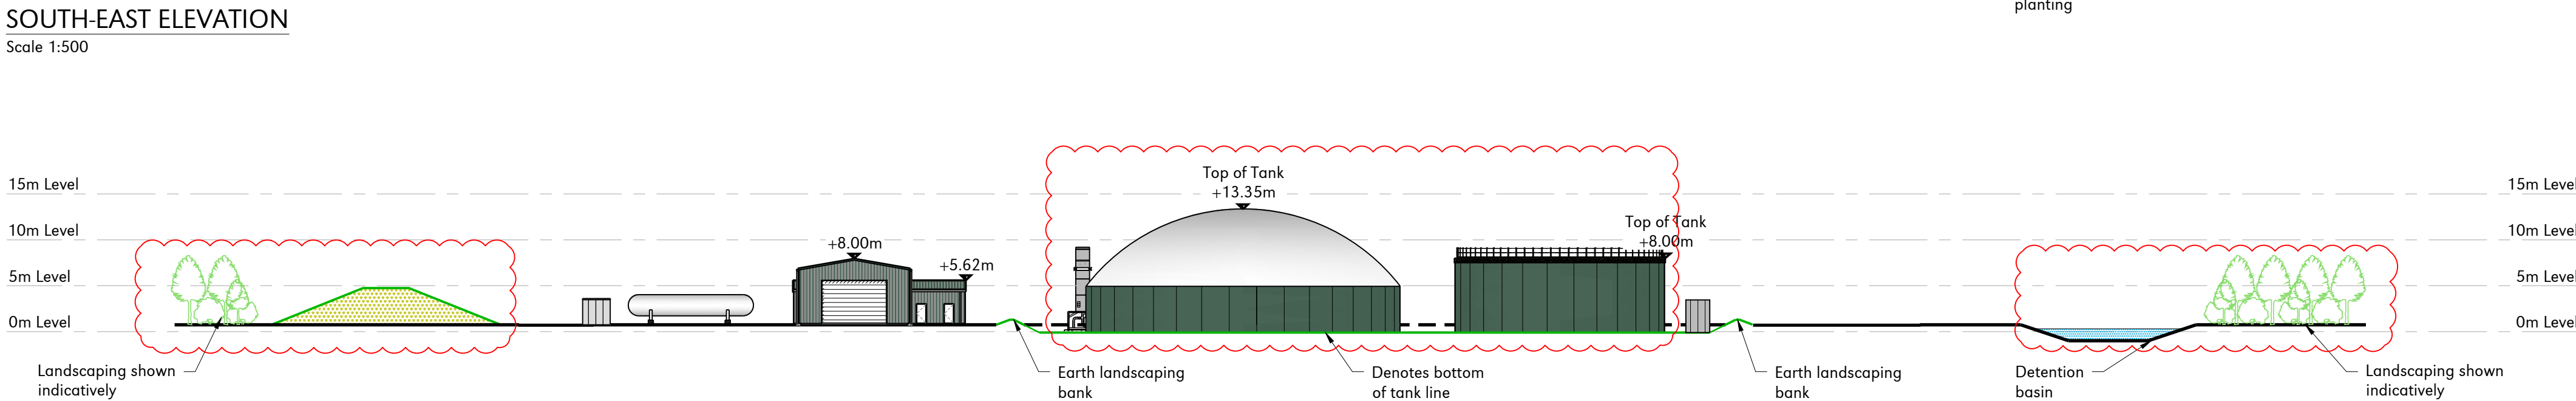 planting
SOUTH-EAST ELEVATION
Scale 1:500
Top of Tank
+13.35m
15m Level
15m Level
Top of Tank
+8.00m
10m Level
10m Level
+8.00m
+5.62m
5m Level
5m Level
0m Level
0m Level
Landscaping shown
indicatively
Earth landscaping
bank
Denotes bottom
of tank line
Earth landscaping
bank
Detention
basin
Landscaping shown
indicatively